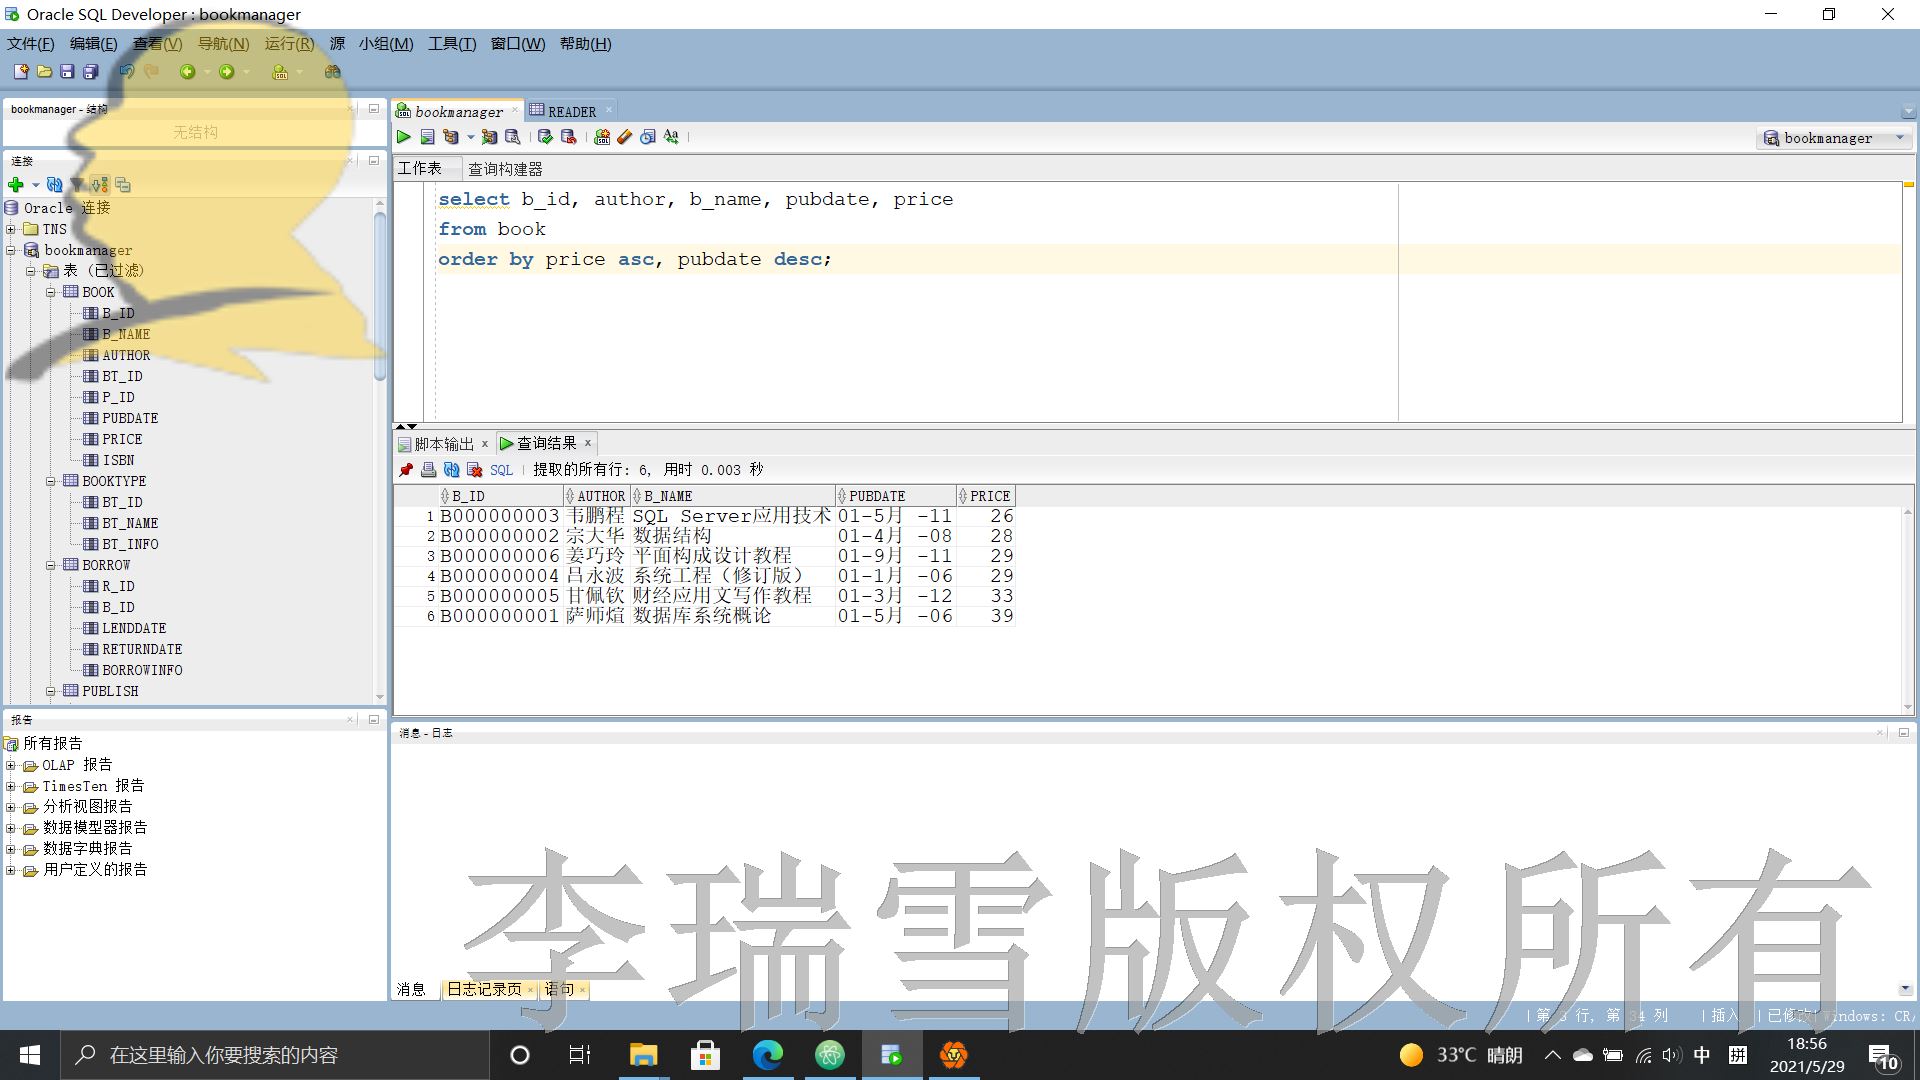 Oracle SQL Developer : bookmanager
文件(F) 编辑(E) 查看(V) 导航(N) 运行(R) 源 小组(M) 工具(T) 窗口(W) 帮助(H)
bookmanager - 结构
无结构
连接
Oracle 连接
TNS
bookmanager
表 (已过滤)
BOOK
B_ID
B_NAME
AUTHOR
BT_ID
P_ID
PUBDATE
PRICE
ISBN
BOOKTYPE
BT_ID
BT_NAME
BT_INFO
BORROW
R_ID
B_ID
LENDDATE
RETURNDATE
BORROWINFO
PUBLISH
报告
所有报告
OLAP 报告
TimesTen 报告
分析视图报告
数据模型器报告
数据字典报告
用户定义的报告
bookmanager READER
bookmanager
工作表 查询构建器
select b_id, author, b_name, pubdate, price
from book
order by price asc, pubdate desc;
脚本输出 查询结果
SQL 提取的所有行: 6, 用时 0.003 秒
B_ID AUTHOR B_NAME PUBDATE PRICE
1 B000000003 韦鹏程 SQL Server应用技术 01-5月 -11 26
2 B000000002 宗大华 数据结构 01-4月 -08 28
3 B000000006 姜巧玲 平面构成设计教程 01-9月 -11 29
4 B000000004 吕永波 系统工程（修订版） 01-1月 -06 29
5 B000000005 甘佩钦 财经应用文写作教程 01-3月 -12 33
6 B000000001 萨师煊 数据库系统概论 01-5月 -06 39
消息 - 日志
李瑞雪版权所有
消息 日志记录页 语句
第 3 行, 第 34 列 插入 已修改 Windows: CR/
在这里输入你要搜索的内容
33°C 晴朗
中 拼
18:56
2021/5/29
10